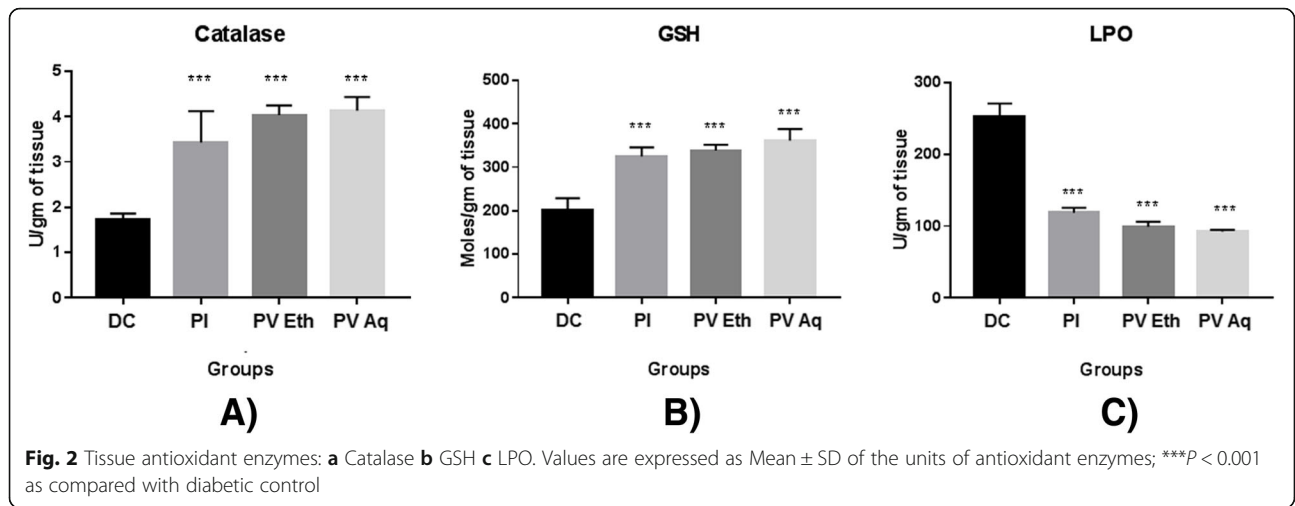 Catalase
U/gm of tissue
5
4
3
2
1
0
***
***
***
DC PI PV Eth PV Aq
Groups
A)
GSH
Moles/gm of tissue
500
400
300
200
100
0
***
***
***
DC PI PV Eth PV Aq
Groups
B)
LPO
U/gm of tissue
300
200
100
0
***
***
***
DC PI PV Eth PV Aq
Groups
C)
Fig. 2 Tissue antioxidant enzymes: a Catalase b GSH c LPO. Values are expressed as Mean ± SD of the units of antioxidant enzymes; ***P < 0.001
as compared with diabetic control